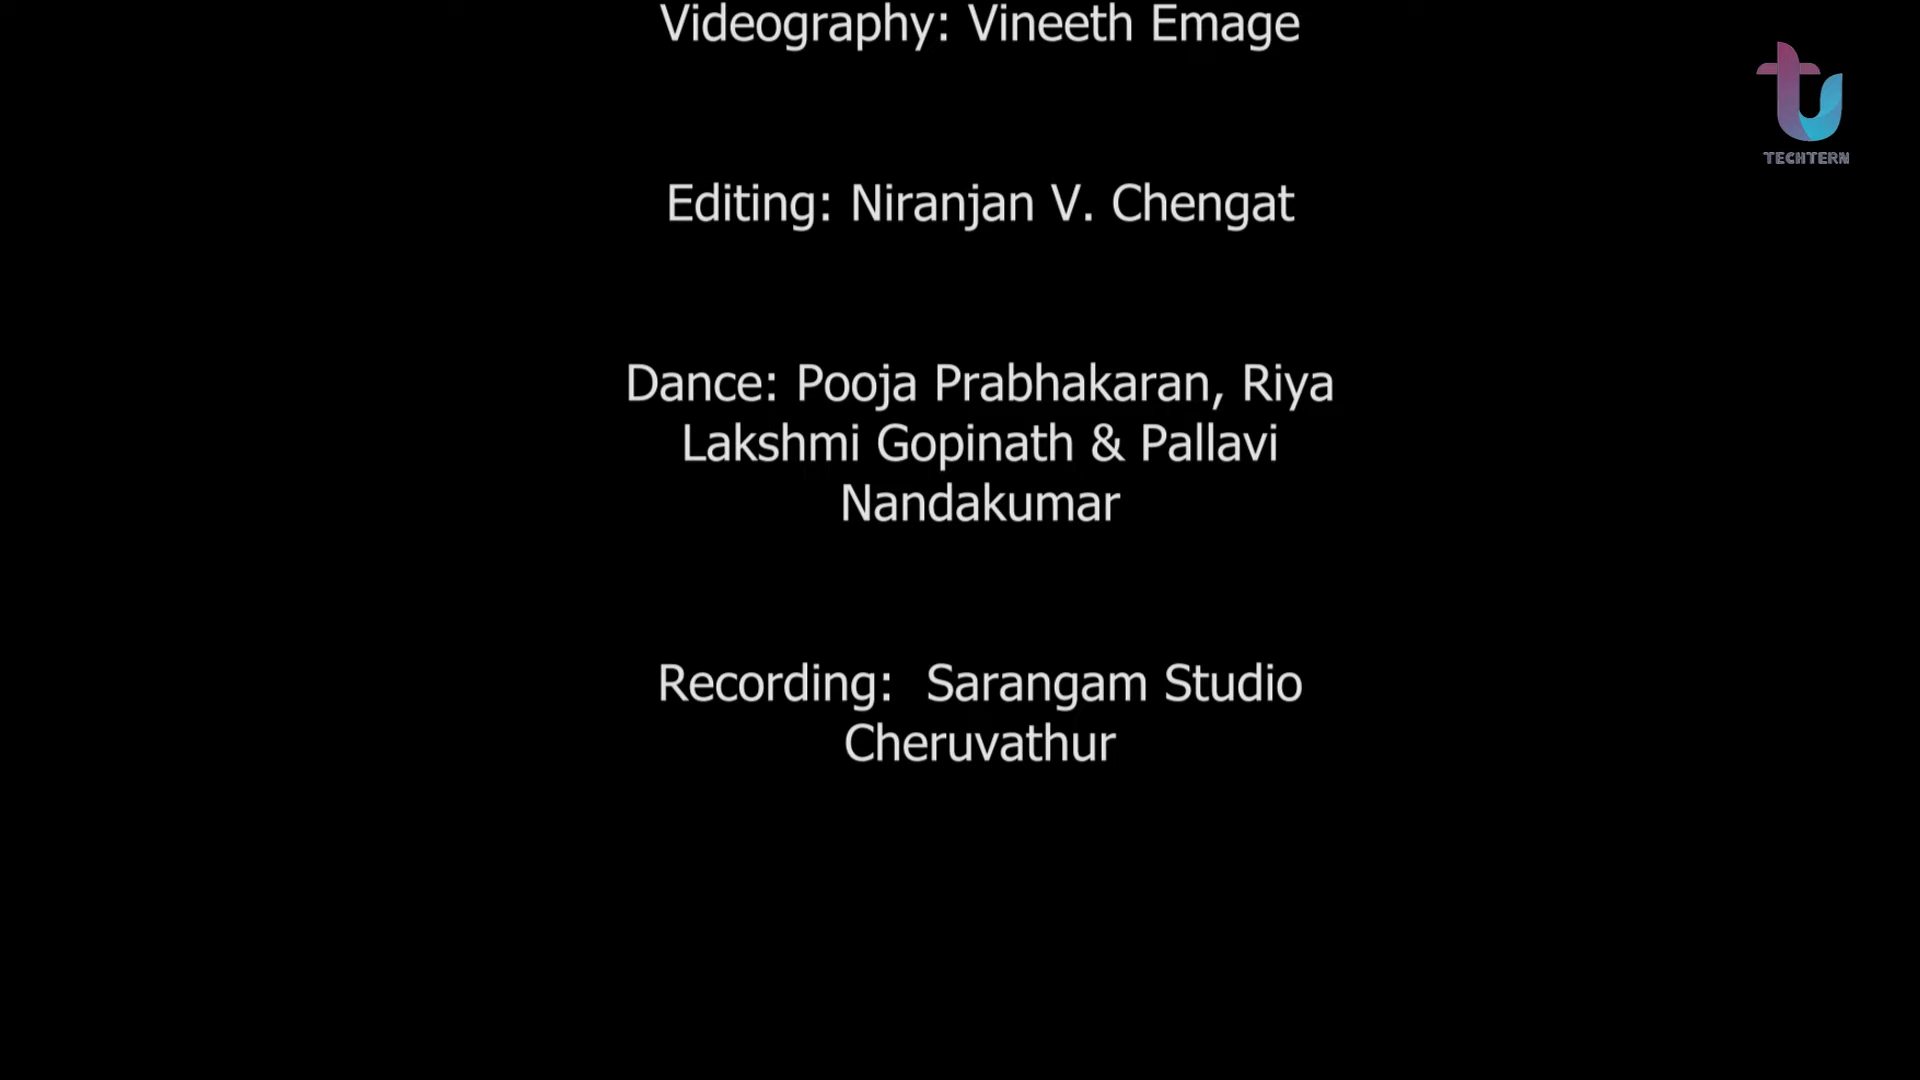 Videography: Vineeth Emage
TECHTERN
Editing: Niranjan V. Chengat
Dance: Pooja Prabhakaran, Riya
Lakshmi Gopinath & Pallavi
Nandakumar
Recording:  Sarangam Studio
Cheruvathur